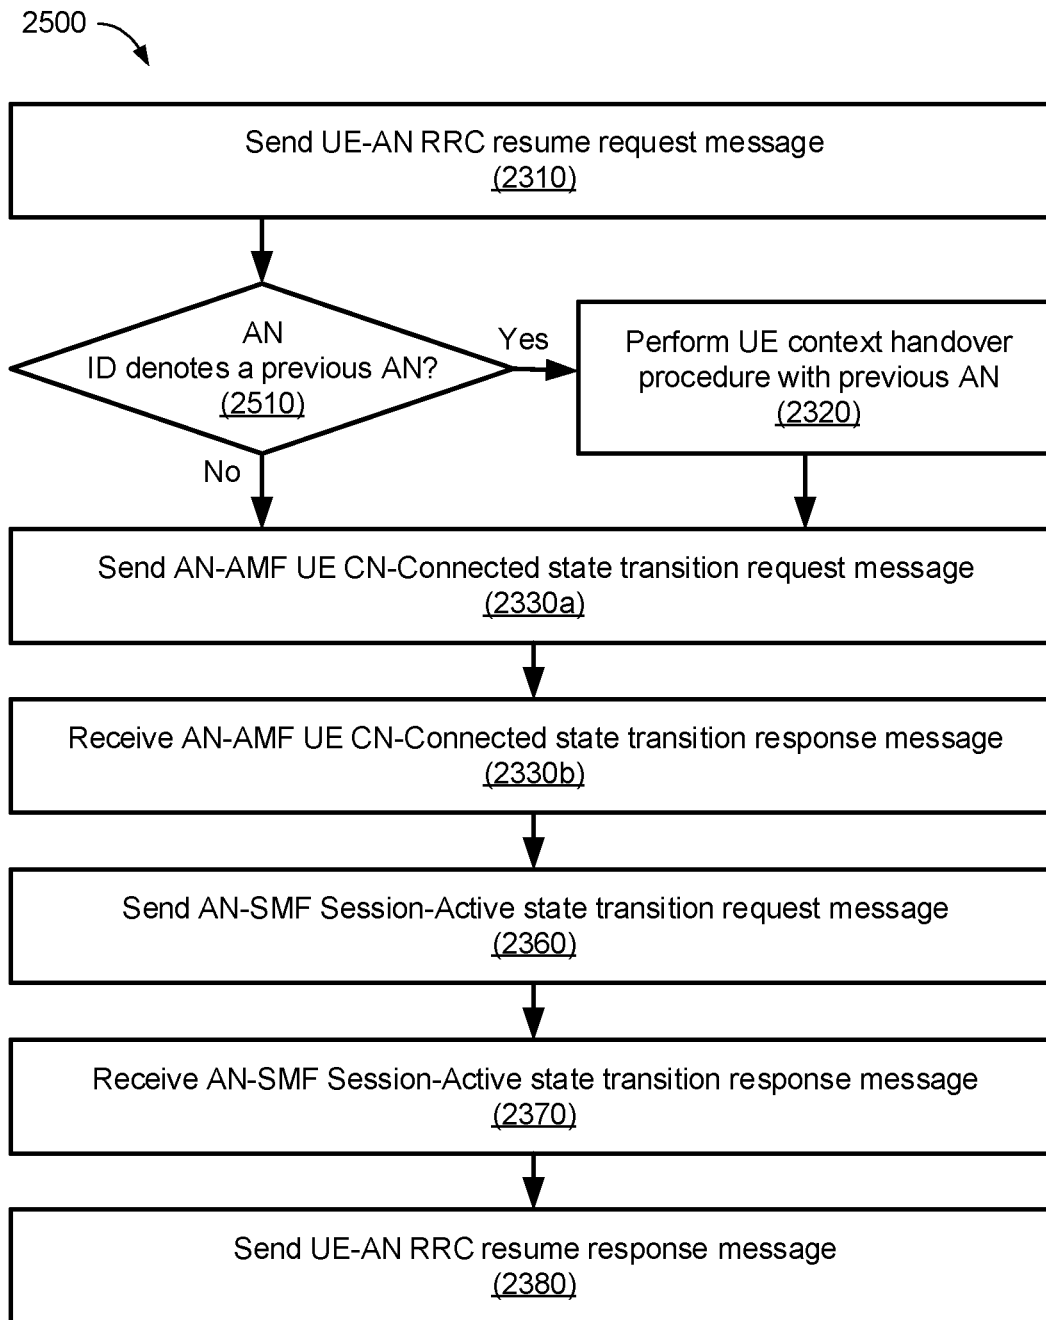 2500
Send UE-AN RRC resume request message
(2310)
AN
ID denotes a previous AN?
(2510)
Yes
Perform UE context handover
procedure with previous AN
(2320)
No
Send AN-AMF UE CN-Connected state transition request message
(2330a)
Receive AN-AMF UE CN-Connected state transition response message
(2330b)
Send AN-SMF Session-Active state transition request message
(2360)
Receive AN-SMF Session-Active state transition response message
(2370)
Send UE-AN RRC resume response message
(2380)